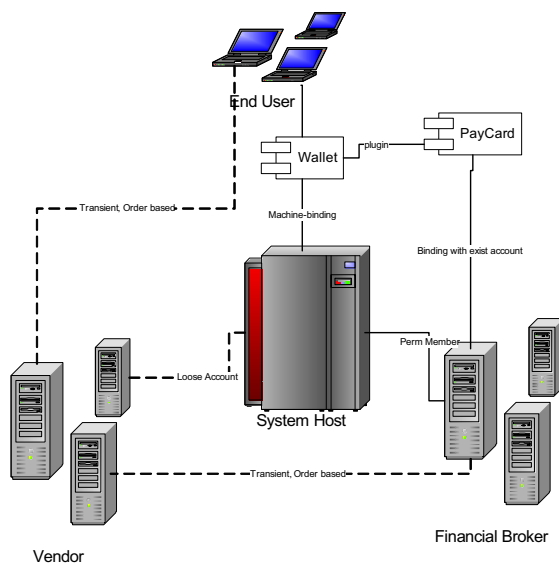 End User
PayCard
Wallet
plugin
Transient, Order based
Machine-binding
Binding with exist account
Perm Member
Loose Account
System Host
Transient, Order based
Financial Broker
Vendor